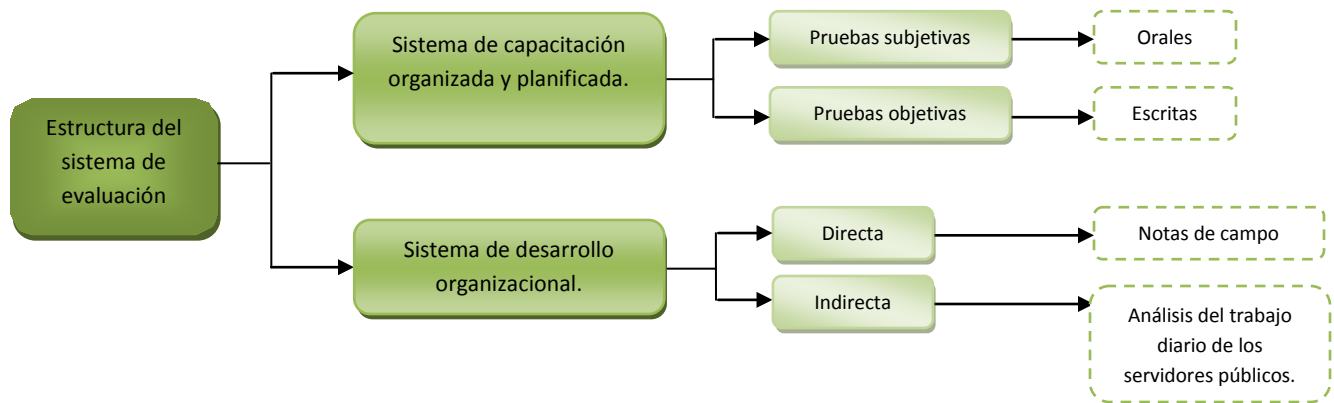 Estructura del
sistema de
evaluación
Sistema de capacitación
organizada y planificada.
Pruebas subjetivas
Orales
Pruebas objetivas
Escritas
Sistema de desarrollo
organizacional.
Directa
Notas de campo
Indirecta
Análisis del trabajo
diario de los
servidores públicos.